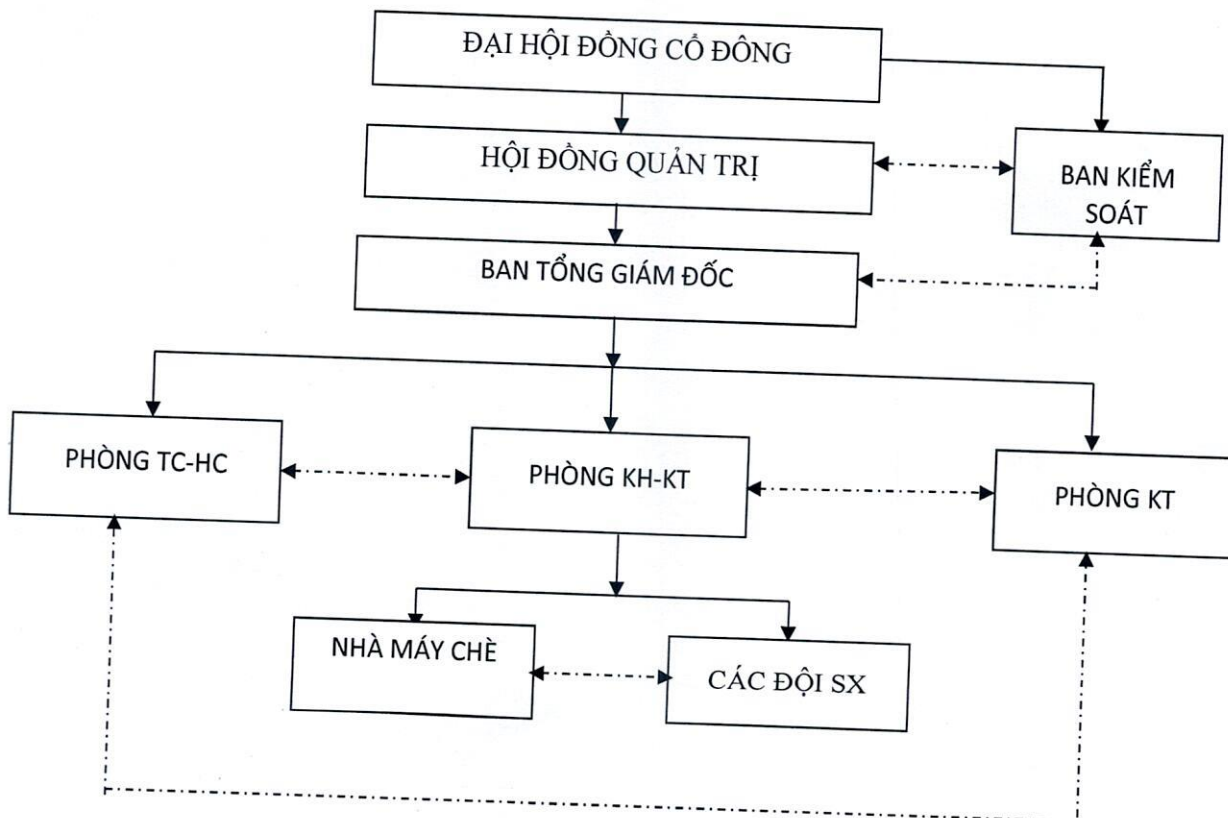 ĐẠI HỘI ĐỒNG CỔ ĐÔNG
HỘI ĐỒNG QUẢN TRỊ
BAN KIỂM
SOÁT
BAN TỔNG GIÁM ĐỐC
PHÒNG TC-HC
PHÒNG KH-KT
PHÒNG KT
NHÀ MÁY CHÈ
CÁC ĐỘI SX